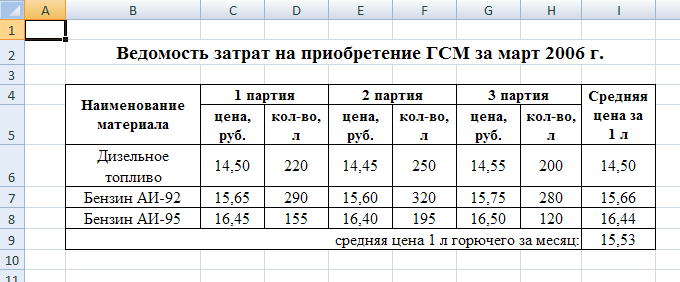 A B C D E F G H I
1
2 Ведомость затрат на приобретение ГСМ за март 2006 г.
3
4 Наименование материала 1 партия 2 партия 3 партия Средняя цена за 1 л
5 цена, руб. кол-во, л цена, руб. кол-во, л цена, руб. кол-во, л
6 Дизельное топливо 14,50 220 14,45 250 14,55 200 14,50
7 Бензин АИ-92 15,65 290 15,60 320 15,75 280 15,66
8 Бензин АИ-95 16,45 155 16,40 195 16,50 120 16,44
9 средняя цена 1 л горючего за месяц: 15,53
10
11